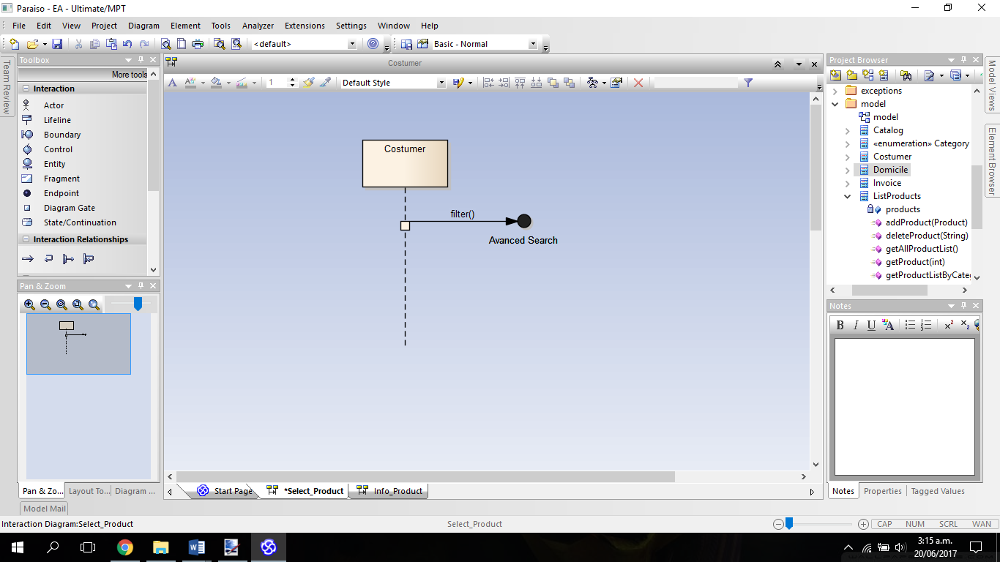 Paraiso - EA - Ultimate/MPT
File Edit View Project Diagram Element Tools Analyzer Extensions Settings Window Help
<default>
Basic - Normal
Team Review
Toolbox
More tools
Interaction
Actor
Lifeline
Boundary
Control
Entity
Fragment
Endpoint
Diagram Gate
State/Continuation
Interaction Relationships
Pan & Zoom
Pan & Zo... Layout To... Diagram ...
Model Mail
Costumer
A 1 Default Style
Costumer
filter()
Avanced Search
Start Page *Select_Product Info_Product
Project Browser
exceptions
model
model
Catalog
«enumeration» Category
Costumer
Domicile
Invoice
ListProducts
products
addProduct(Product)
deleteProduct(String)
getAllProductList()
getProduct(int)
getProductListByCateg
Model Views
Element Browser
Notes
B I U A x² x₂
Notes Properties Tagged Values
Interaction Diagram:Select_Product
Select_Product
CAP NUM SCRL WAN
3:15 a.m.
20/06/2017